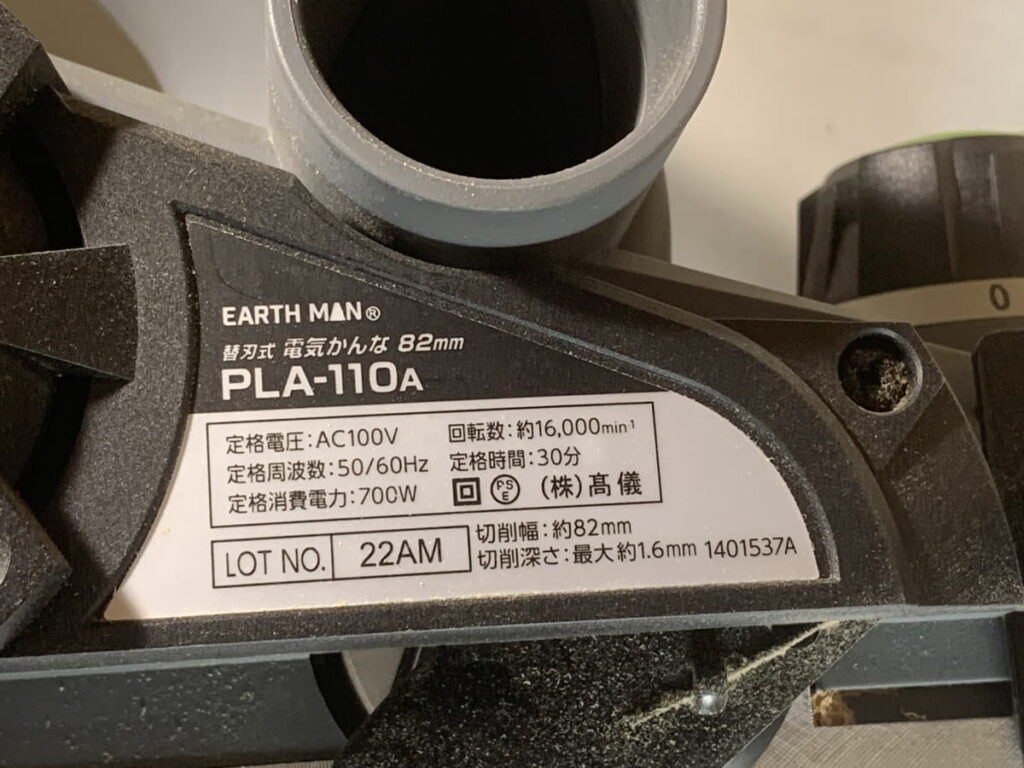 EARTH MAN®
替刃式 電気かんな 82mm
PLA-110A
定格電圧:AC100V
回転数:約16,000min-1
定格周波数:50/60Hz
定格時間:30分
定格消費電力:700W
PSE (株)髙儀
LOT NO. 22AM
切削幅:約82mm
切削深さ:最大約1.6mm 1401537A
0